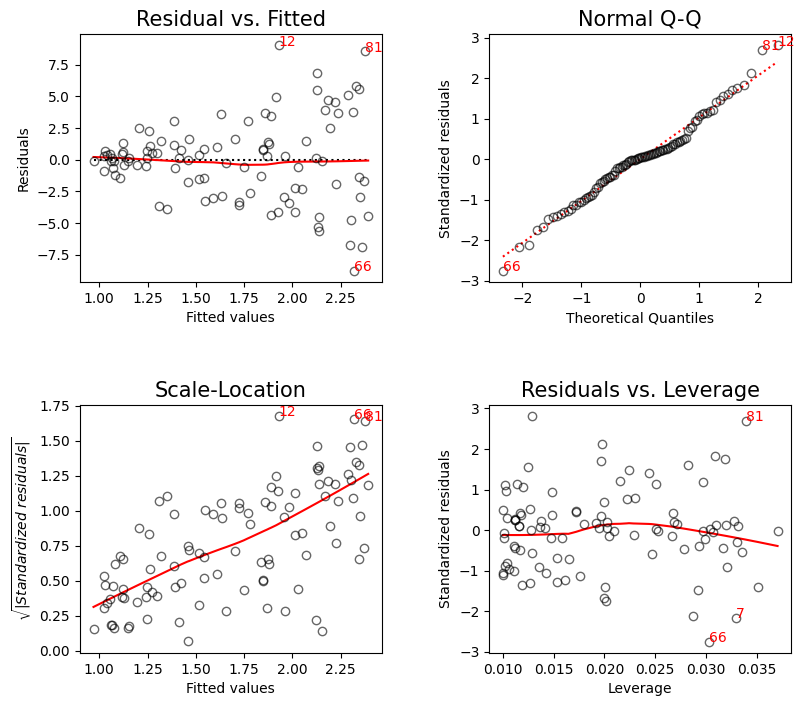 Residual vs. Fitted
Residuals
7.5
5.0
2.5
0.0
−2.5
−5.0
−7.5
12
81
66
1.00 1.25 1.50 1.75 2.00 2.25
Fitted values
Normal Q-Q
Standardized residuals
3
2
1
0
−1
−2
−3
81
12
66
−2 −1 0 1 2
Theoretical Quantiles
Scale-Location
√|Standardized residuals|
1.75
1.50
1.25
1.00
0.75
0.50
0.25
0.00
12
66
81
1.00 1.25 1.50 1.75 2.00 2.25
Fitted values
Residuals vs. Leverage
Standardized residuals
3
2
1
0
−1
−2
−3
81
7
66
0.010 0.015 0.020 0.025 0.030 0.035
Leverage